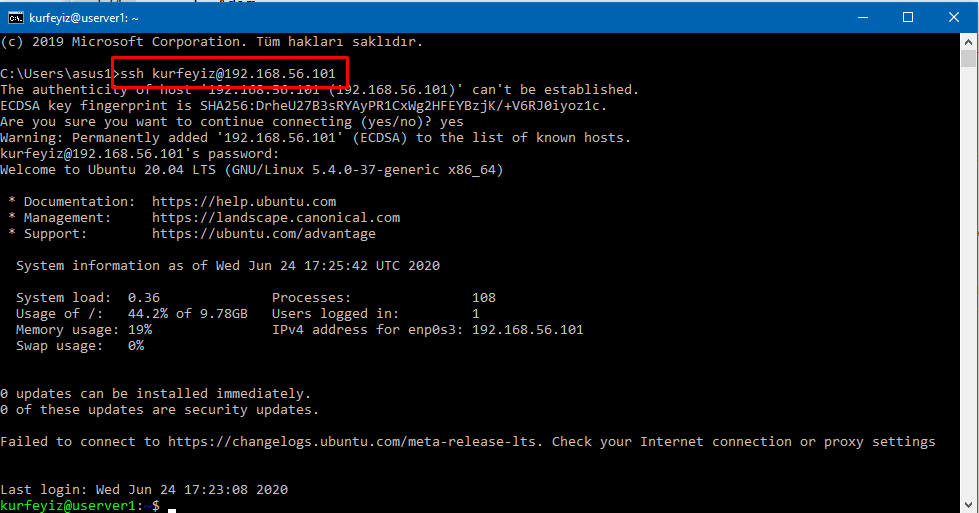 kurfeyiz@userver1: ~
(c) 2019 Microsoft Corporation. Tüm hakları saklıdır.
C:\Users\asus1>ssh kurfeyiz@192.168.56.101
The authenticity of host '192.168.56.101 (192.168.56.101)' can't be established.
ECDSA key fingerprint is SHA256:DrheU27B3sRYAyPR1CxWg2HFEYBzjK/+V6RJ0iyoz1c.
Are you sure you want to continue connecting (yes/no)? yes
Warning: Permanently added '192.168.56.101' (ECDSA) to the list of known hosts.
kurfeyiz@192.168.56.101's password:
Welcome to Ubuntu 20.04 LTS (GNU/Linux 5.4.0-37-generic x86_64)
* Documentation: https://help.ubuntu.com
* Management: https://landscape.canonical.com
* Support: https://ubuntu.com/advantage
System information as of Wed Jun 24 17:25:42 UTC 2020
System load: 0.36 Processes: 108
Usage of /: 44.2% of 9.78GB Users logged in: 1
Memory usage: 19% IPv4 address for enp0s3: 192.168.56.101
Swap usage: 0%
0 updates can be installed immediately.
0 of these updates are security updates.
Failed to connect to https://changelogs.ubuntu.com/meta-release-lts. Check your Internet connection or proxy settings
Last login: Wed Jun 24 17:23:08 2020
kurfeyiz@userver1:~$